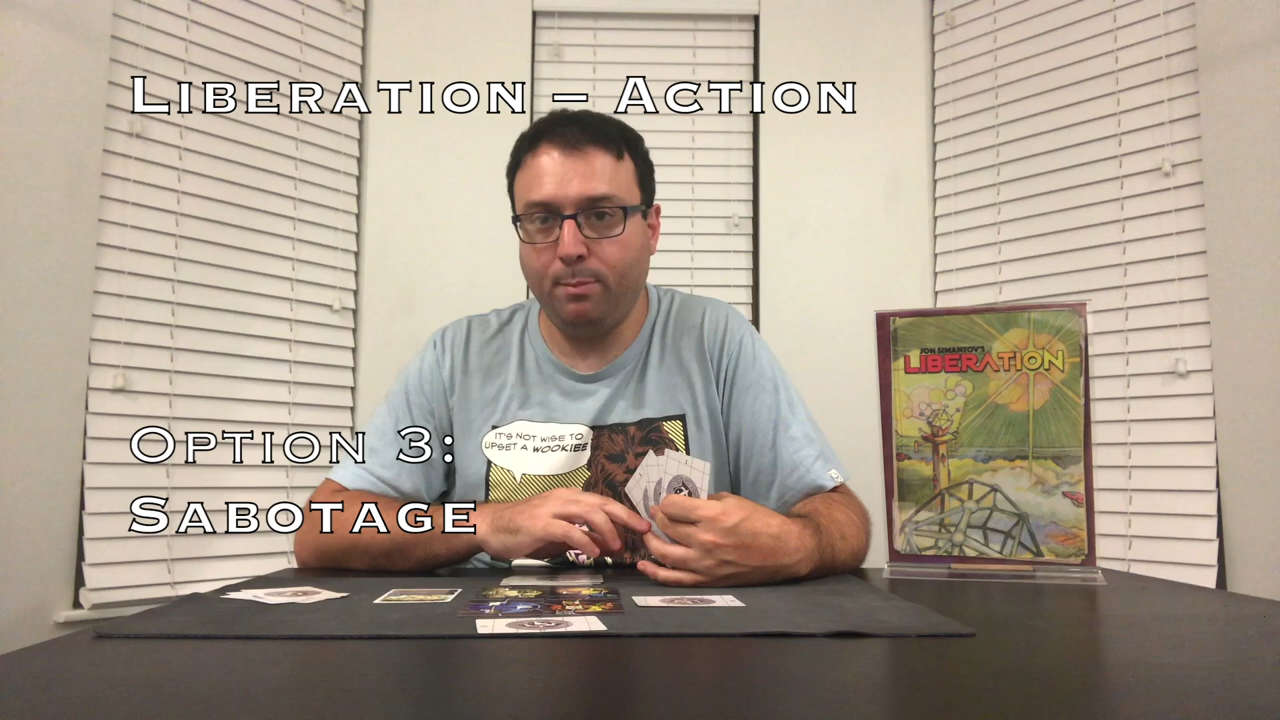 LIBERATION – ACTION
JON SIMANTOV'S
LIBERATION
OPTION 3:
SABOTAGE
IT'S NOT WISE TO
UPSET A WOOKIEE